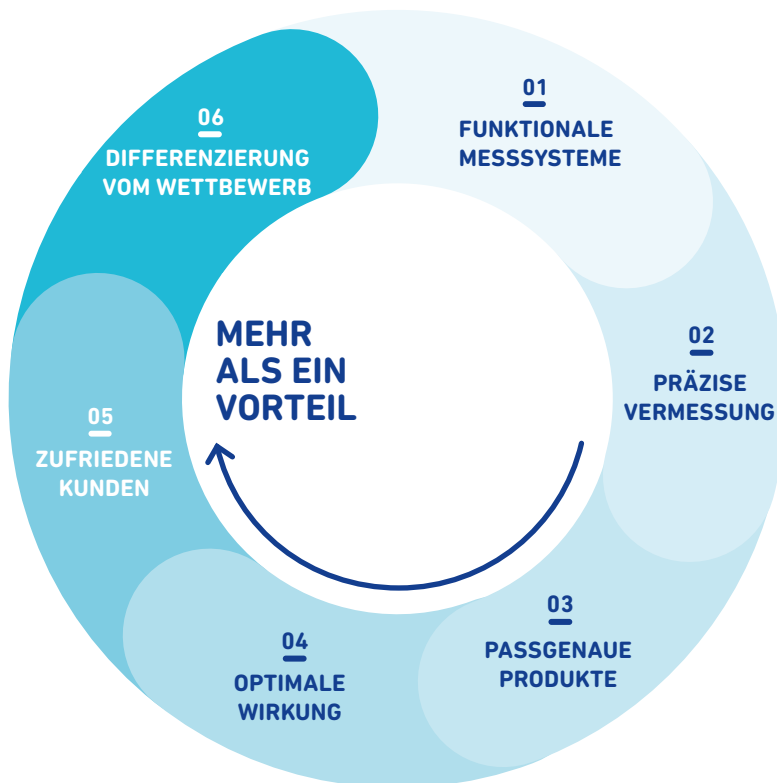 MEHR
ALS EIN
VORTEIL
01
FUNKTIONALE
MESSSYSTEME
02
PRÄZISE
VERMESSUNG
03
PASSGENAUE
PRODUKTE
04
OPTIMALE
WIRKUNG
05
ZUFRIEDENE
KUNDEN
06
DIFFERENZIERUNG
VOM WETTBEWERB